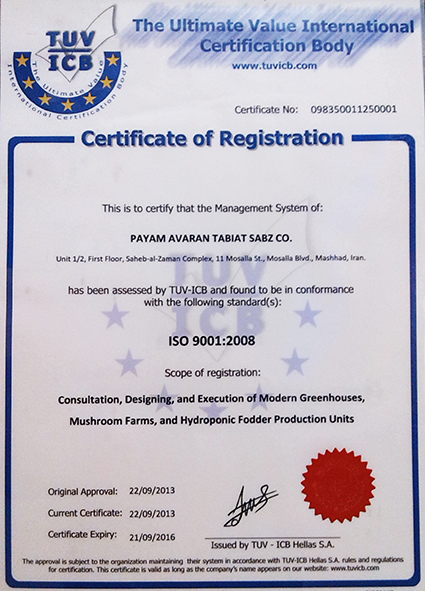 TUV
ICB
The Ultimate Value
International Certification Body
The Ultimate Value International
Certification Body
www.tuvicb.com
Certificate No: 098350011250001
Certificate of Registration
This is to certify that the Management System of:
PAYAM AVARAN TABIAT SABZ CO.
Unit 1/2, First Floor, Saheb-al-Zaman Complex, 11 Mosalla St., Mosalla Blvd., Mashhad, Iran.
has been assessed by TUV-ICB and found to be in conformance
with the following standard(s):
TUV
ICB
ISO 9001:2008
Scope of registration:
Consultation, Designing, and Execution of Modern Greenhouses,
Mushroom Farms, and Hydroponic Fodder Production Units
Original Approval: 22/09/2013
Current Certificate: 22/09/2013
Certificate Expiry: 21/09/2016
Issued by TUV - ICB Hellas S.A.
The approval is subject to the organization maintaining their system in accordance with TUV-ICB Hellas S.A. rules and regulations
for certification. This certificate is valid as long as the company's name appears on our website: www.tuvicb.com